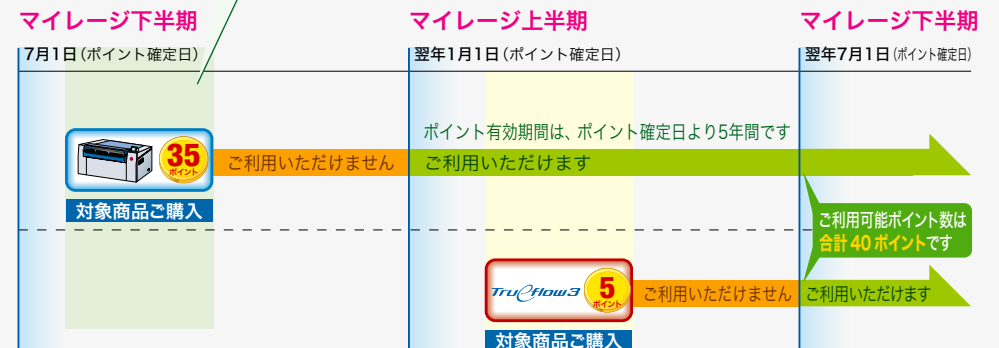 マイレージ下半期
マイレージ上半期
マイレージ下半期
7月1日(ポイント確定日)
翌年1月1日(ポイント確定日)
翌年7月1日(ポイント確定日)
ポイント有効期間は、ポイント確定日より5年間です
35
ポイント
ご利用いただけません
ご利用いただけます
対象商品ご購入
ご利用可能ポイント数は
合計40ポイントです
Trueflow3
5
ポイント
ご利用いただけません
ご利用いただけます
対象商品ご購入